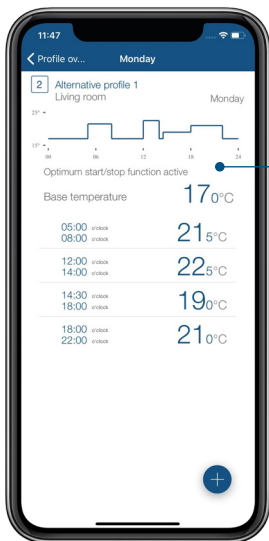 11:47
Profile ov... Monday
2 Alternative profile 1
Living room Monday
25°
15°
00 06 12 18 24
Optimum start/stop function active
Base temperature 17 0°C
05:00 o'clock
08:00 o'clock 21 5°C
12:00 o'clock
14:00 o'clock 22 5°C
14:30 o'clock
18:00 o'clock 19 0°C
18:00 o'clock
22:00 o'clock 21 0°C
+